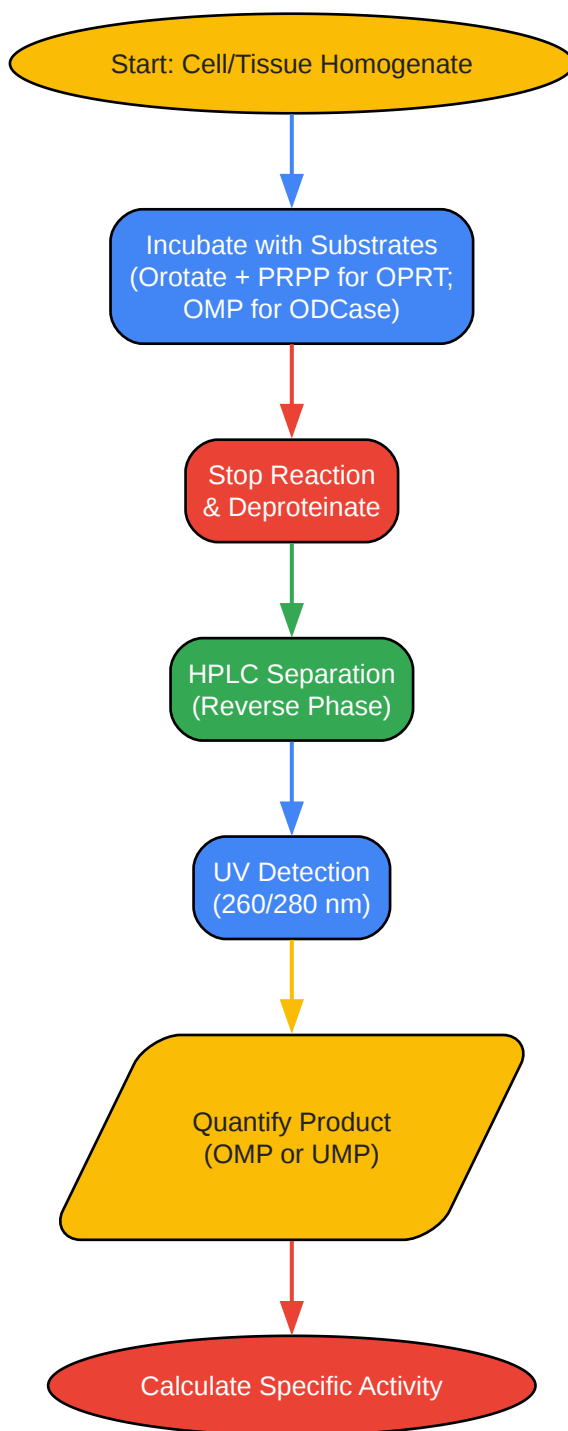 Start: Cell/Tissue Homogenate
Incubate with Substrates
(Orotate + PRPP for OPRT;
OMP for ODCase)
Stop Reaction
& Deproteinate
HPLC Separation
(Reverse Phase)
UV Detection
(260/280 nm)
Quantify Product
(OMP or UMP)
Calculate Specific Activity